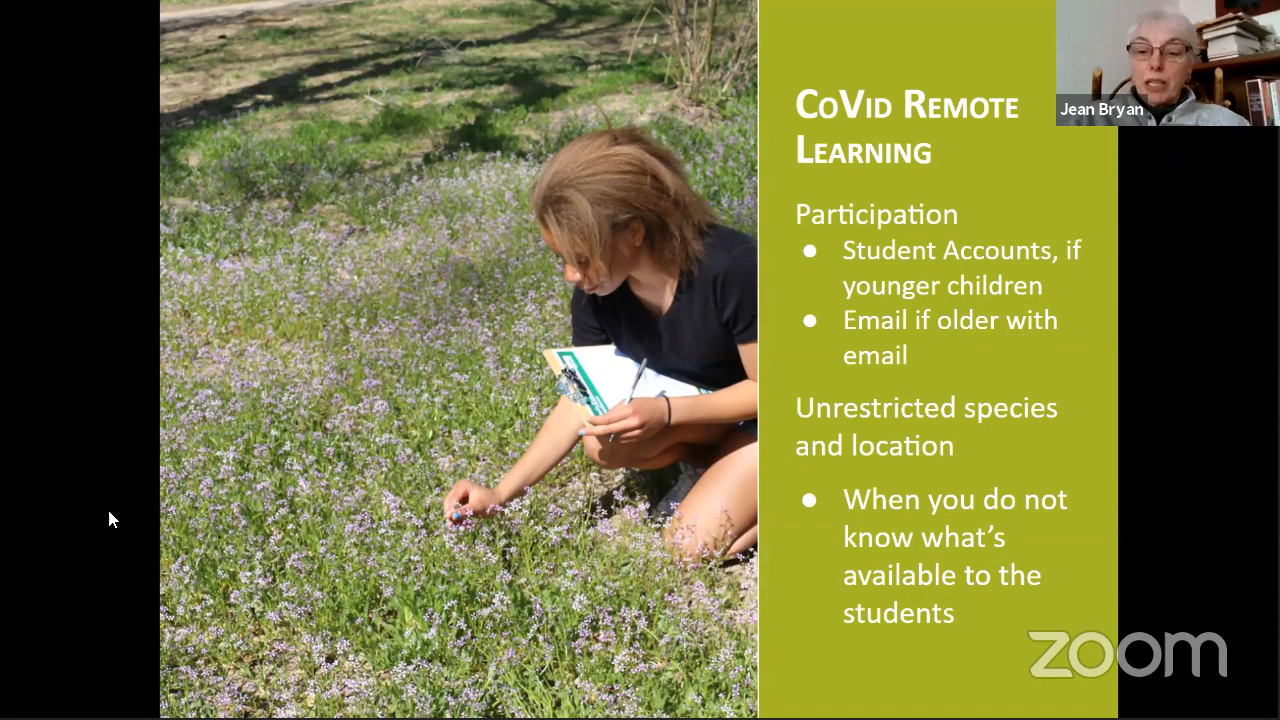 CoVid Remote
Learning
Jean Bryan
Participation
● Student Accounts, if
younger children
● Email if older with
email
Unrestricted species
and location
● When you do not
know what's
available to the
students
zoom